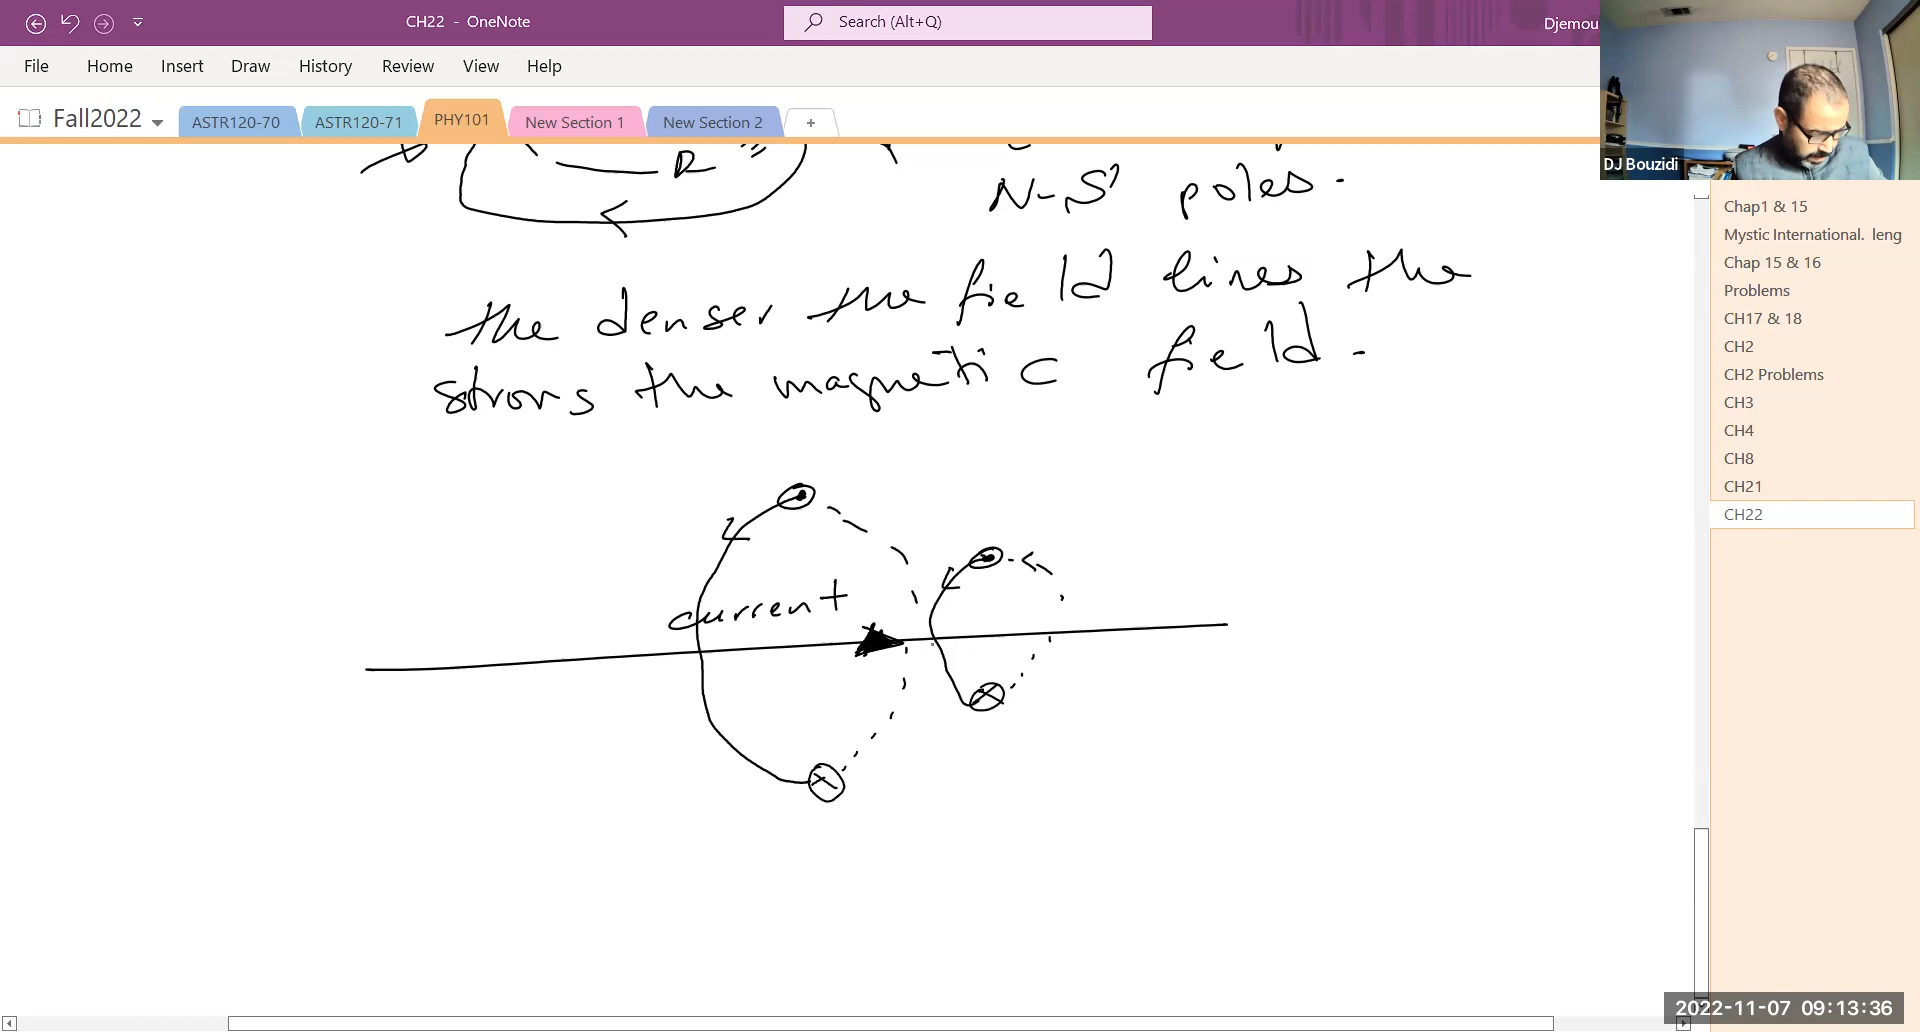 CH22 - OneNote
Search (Alt+Q)
Djemou
File Home Insert Draw History Review View Help
Fall2022 ASTR120-70 ASTR120-71 PHY101 New Section 1 New Section 2 +
DJ Bouzidi
N-S poles.
the denser the field lines the
strong the magnetic field.
current
Chap1 & 15
Mystic International. leng
Chap 15 & 16
Problems
CH17 & 18
CH2
CH2 Problems
CH3
CH4
CH8
CH21
CH22
2022-11-07 09:13:36